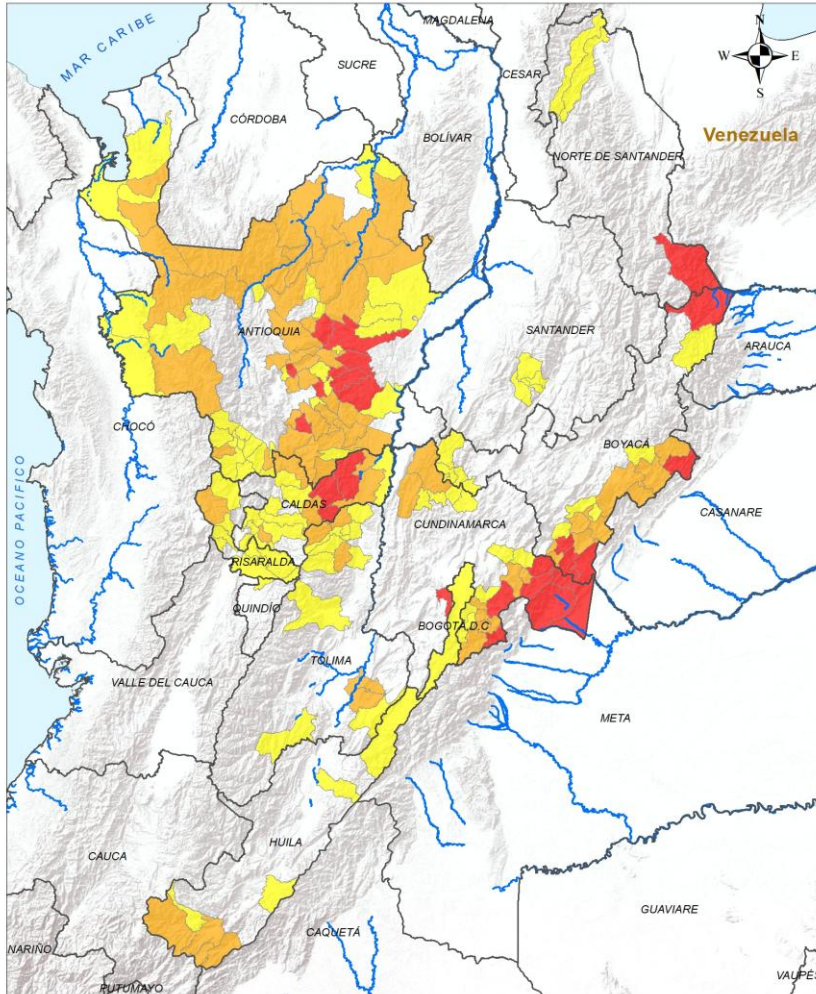 MAGDALENA
MAR CARIBE
N
W E
S
SUCRE
CESAR
CÓRDOBA
BOLÍVAR
Venezuela
NORTE DE SANTANDER
ANTIOQUIA
SANTANDER
ARAUCA
CHOCÓ
BOYACÁ
OCEANO PACIFICO
CALDAS
CASANARE
CUNDINAMARCA
RISARALDA
QUINDÍO
BOGOTÁ D.C
TOLIMA
VALLE DEL CAUCA
META
HUILA
CAUCA
GUAVIARE
CAQUETÁ
NARIÑO
PUTUMAYO
VAUPÉS